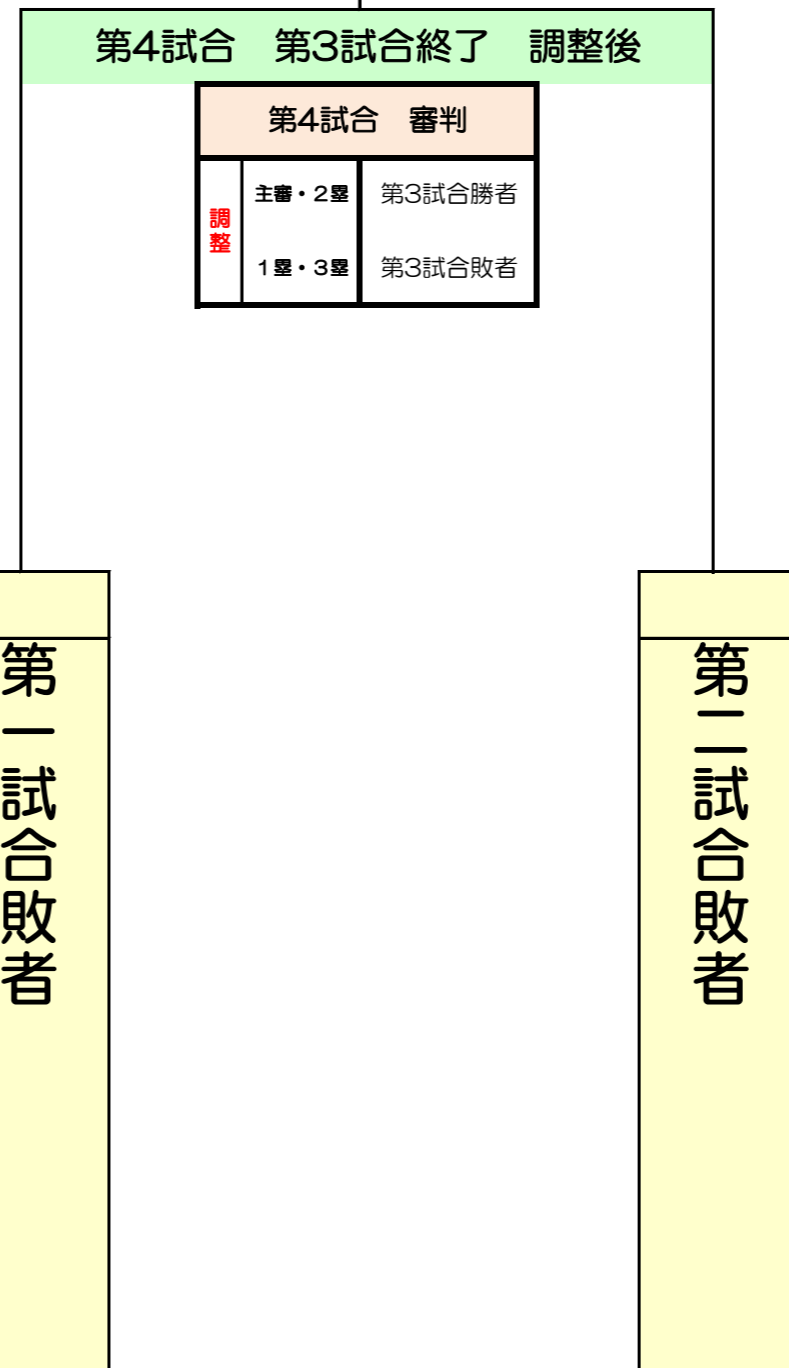 第4試合　第3試合終了　調整後
第4試合　審判
調整
主審・２塁
第3試合勝者
１塁・３塁
第3試合敗者
第一試合敗者
第二試合敗者